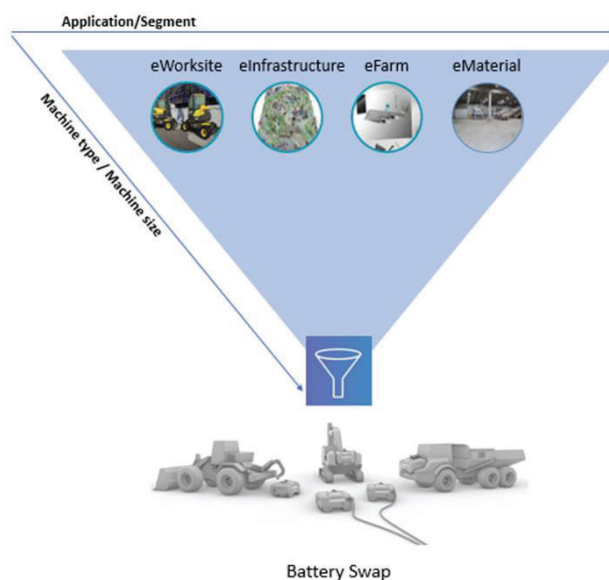 Application/Segment
eWorksite eInfrastructure eFarm eMaterial
Machine type / Machine size
Battery Swap